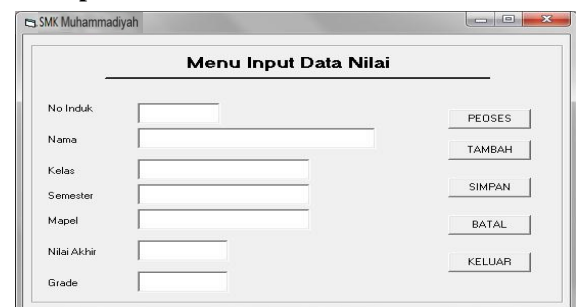 SMK Muhammadiyah
Menu Input Data Nilai
No Induk
PEOSES
Nama
TAMBAH
Kelas
Semester
SIMPAN
Mapel
BATAL
Nilai Akhir
KELUAR
Grade